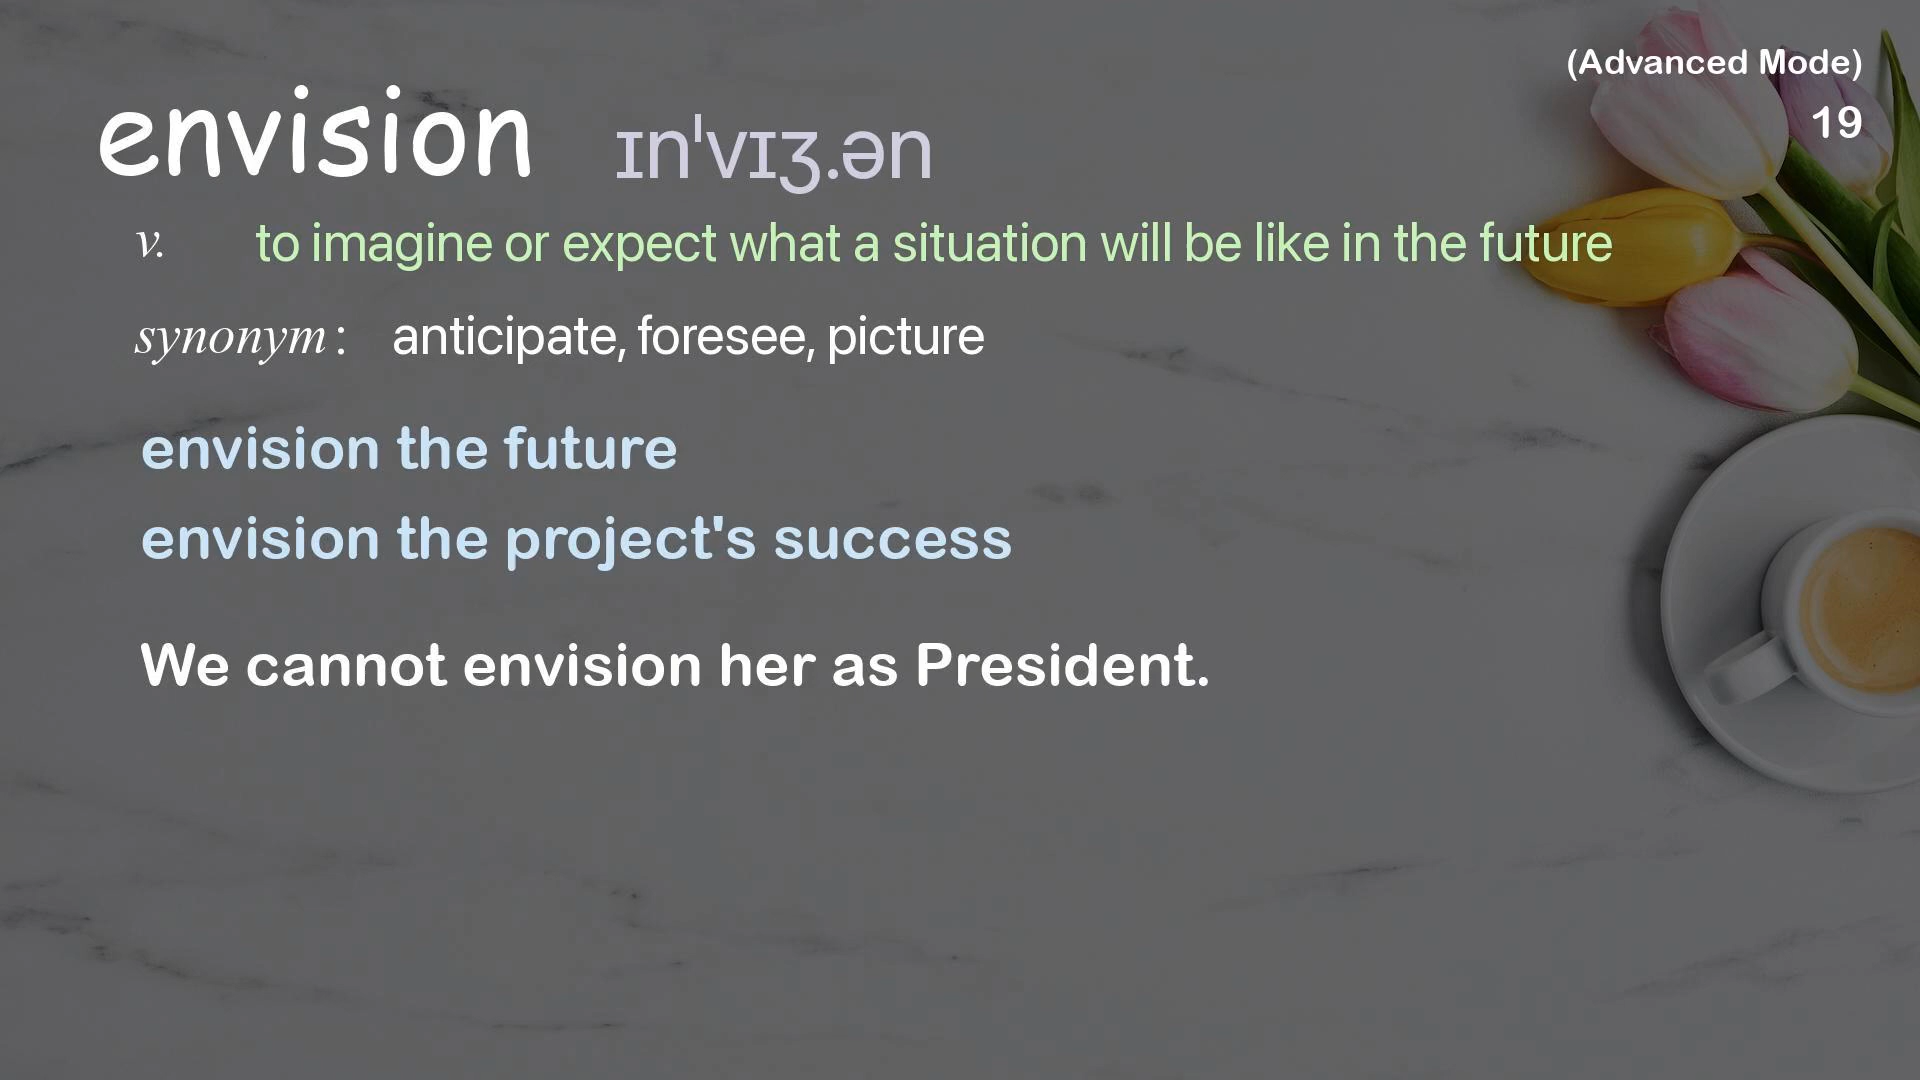 (Advanced Mode)
19
envision ɪnˈvɪʒ.ən
v. to imagine or expect what a situation will be like in the future
synonym : anticipate, foresee, picture
envision the future
envision the project's success
We cannot envision her as President.